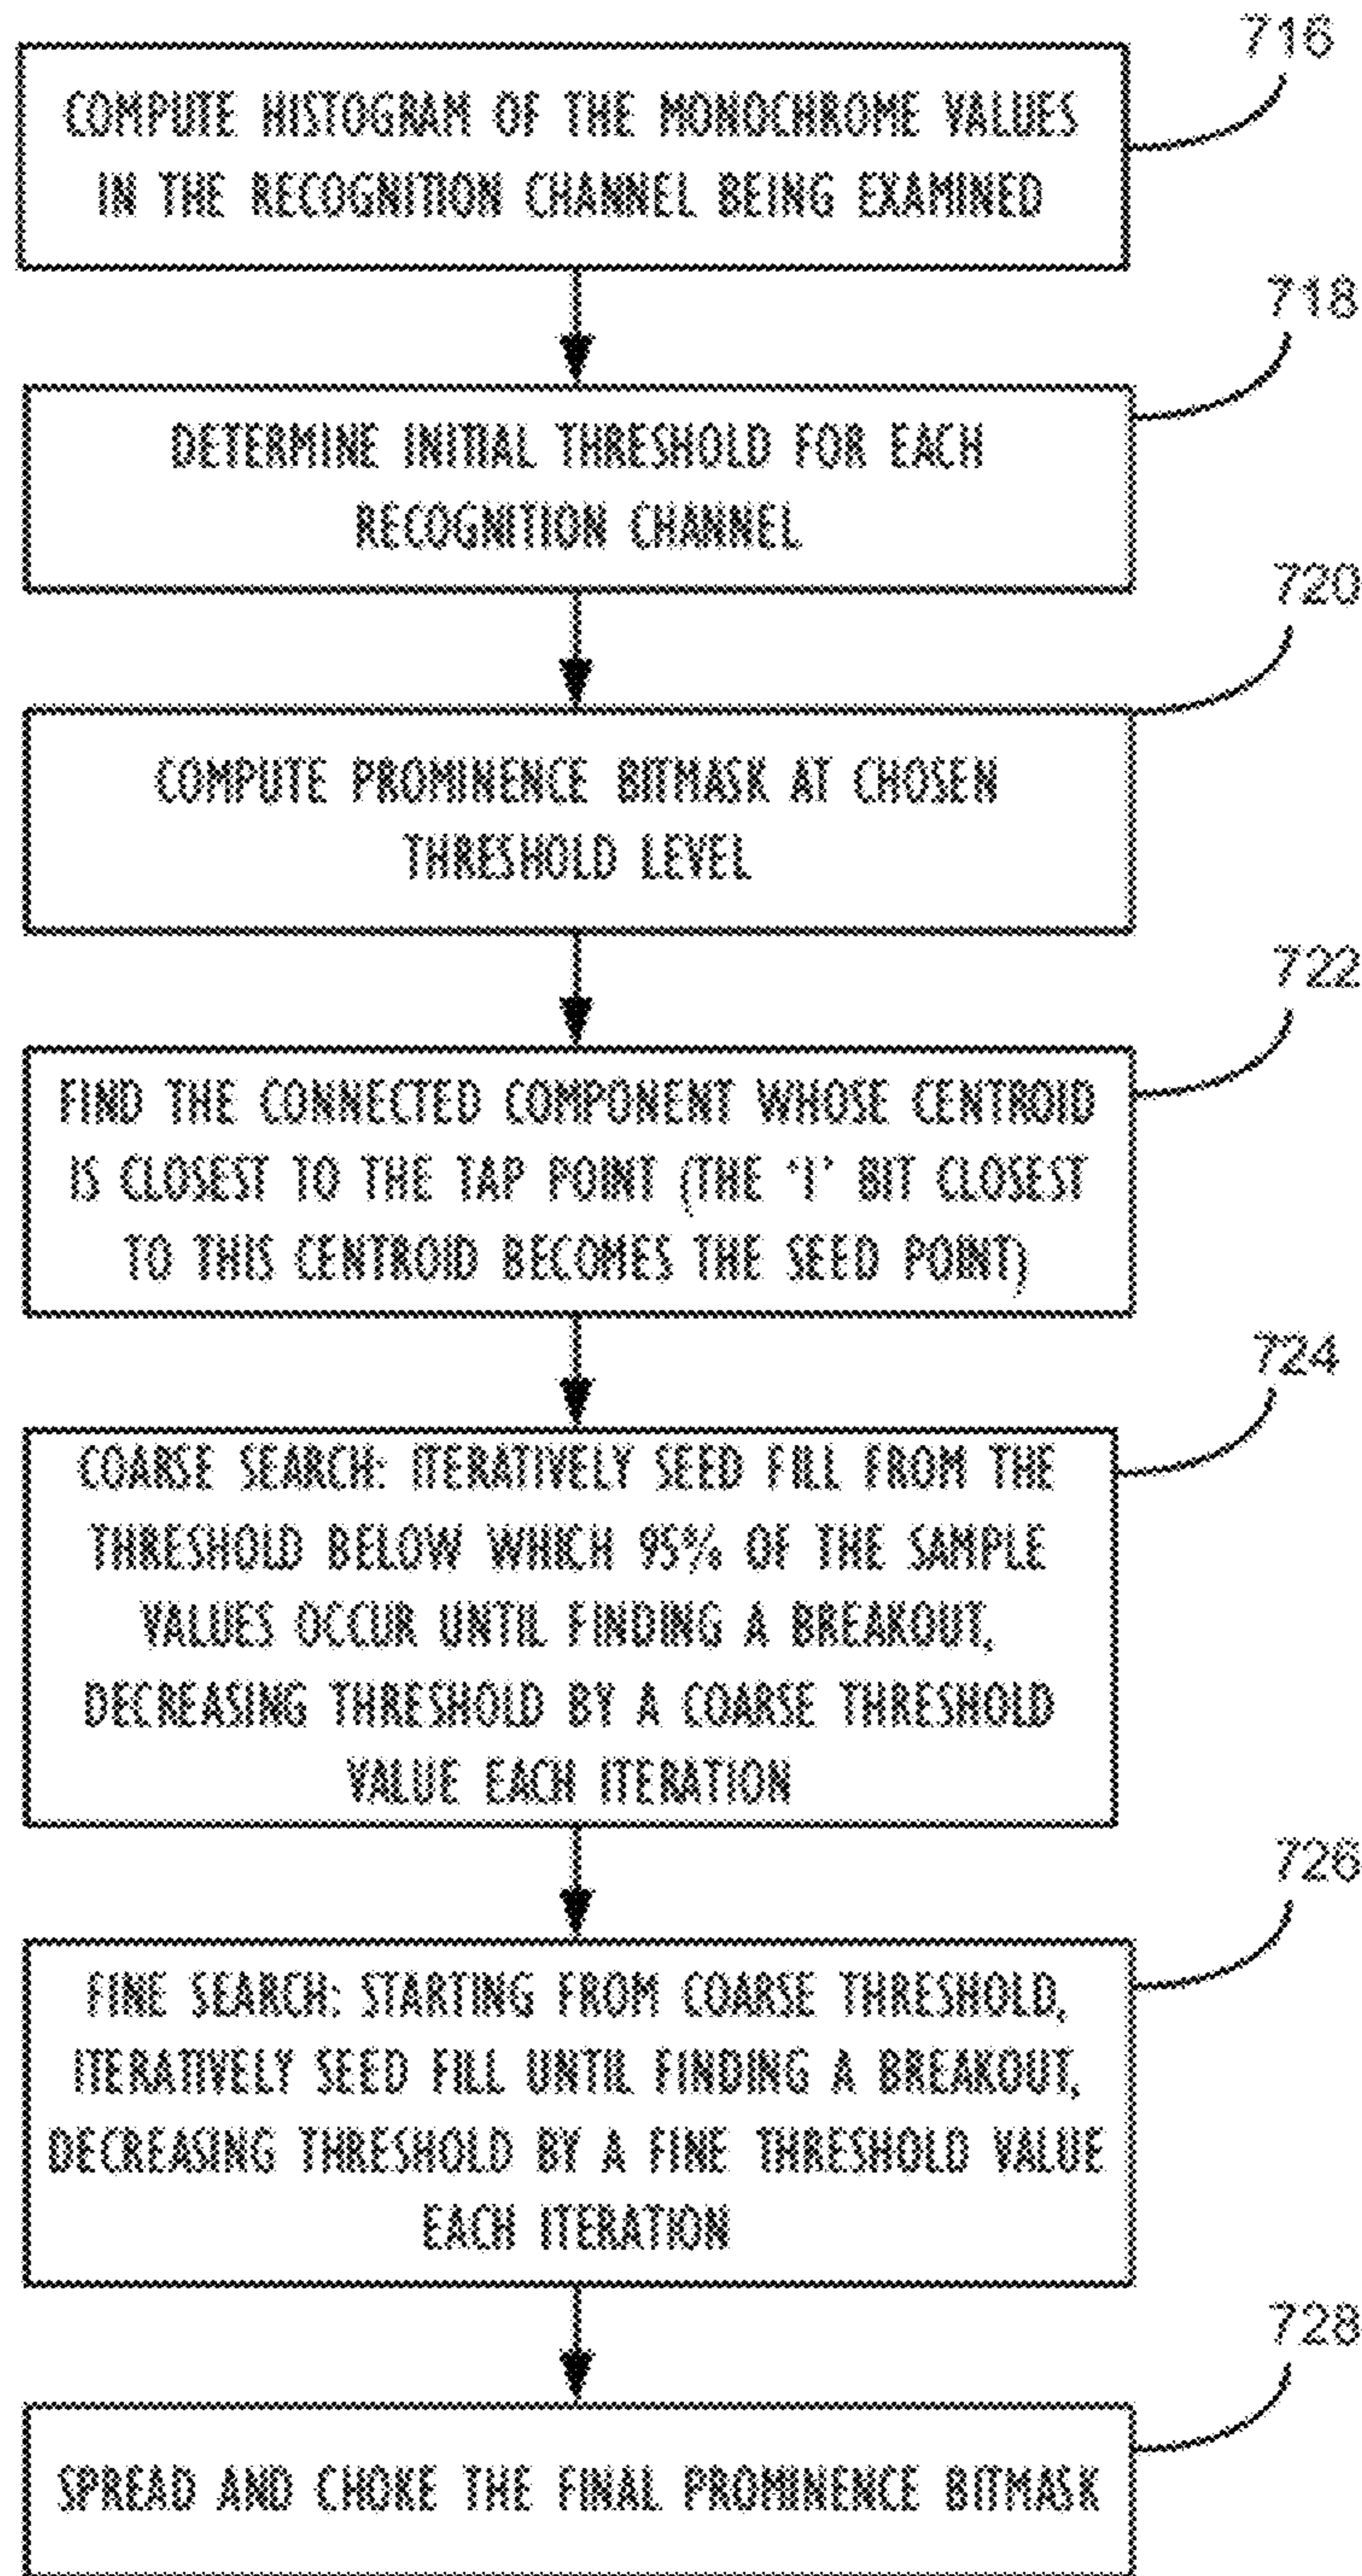 716
COMPUTE HISTOGRAM OF THE MONOCHROME VALUES
IN THE RECOGNITION CHANNEL BEING EXAMINED
718
DETERMINE INITIAL THRESHOLD FOR EACH
RECOGNITION CHANNEL
720
COMPUTE PROMINENCE BITMASK AT CHOSEN
THRESHOLD LEVEL
722
FIND THE CONNECTED COMPONENT WHOSE CENTROID
IS CLOSEST TO THE TAP POINT (THE '1' BIT CLOSEST
TO THIS CENTROID BECOMES THE SEED POINT)
724
COARSE SEARCH: ITERATIVELY SEED FILL FROM THE
THRESHOLD BELOW WHICH 95% OF THE SAMPLE
VALUES OCCUR UNTIL FINDING A BREAKOUT,
DECREASING THRESHOLD BY A COARSE THRESHOLD
VALUE EACH ITERATION
726
FINE SEARCH: STARTING FROM COARSE THRESHOLD,
ITERATIVELY SEED FILL UNTIL FINDING A BREAKOUT,
DECREASING THRESHOLD BY A FINE THRESHOLD VALUE
EACH ITERATION
728
SPREAD AND CHOKE THE FINAL PROMINENCE BITMASK